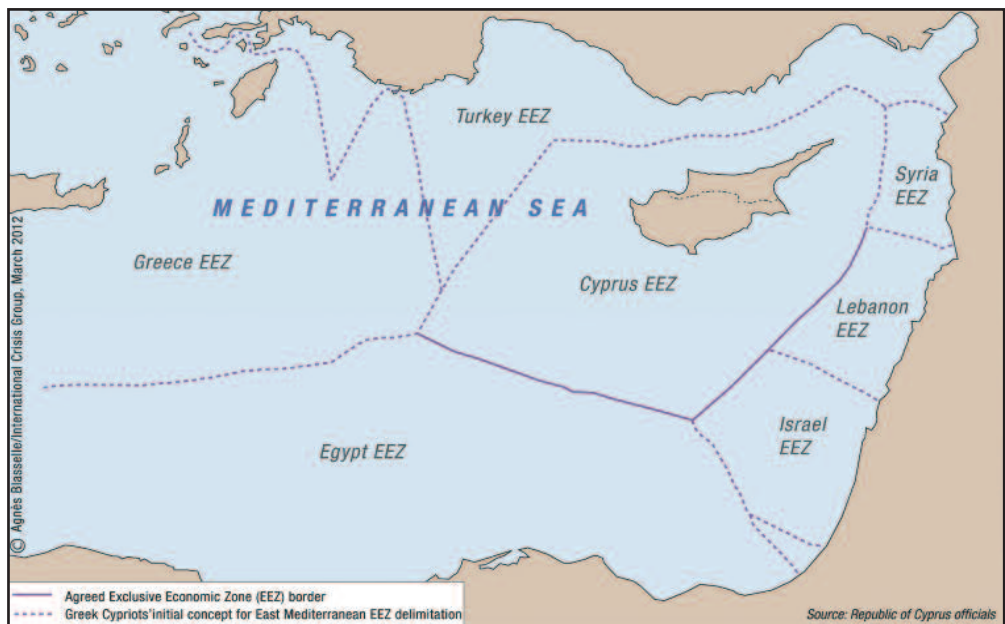 Turkey EEZ
Syria
EEZ
MEDITERRANEAN SEA
Greece EEZ
Cyprus EEZ
Lebanon
EEZ
Israel
EEZ
Egypt EEZ
© Agnès Blasselle/International Crisis Group, March 2012
Agreed Exclusive Economic Zone (EEZ) border
Greek Cypriots'initial concept for East Mediterranean EEZ delimitation
Source: Republic of Cyprus officials